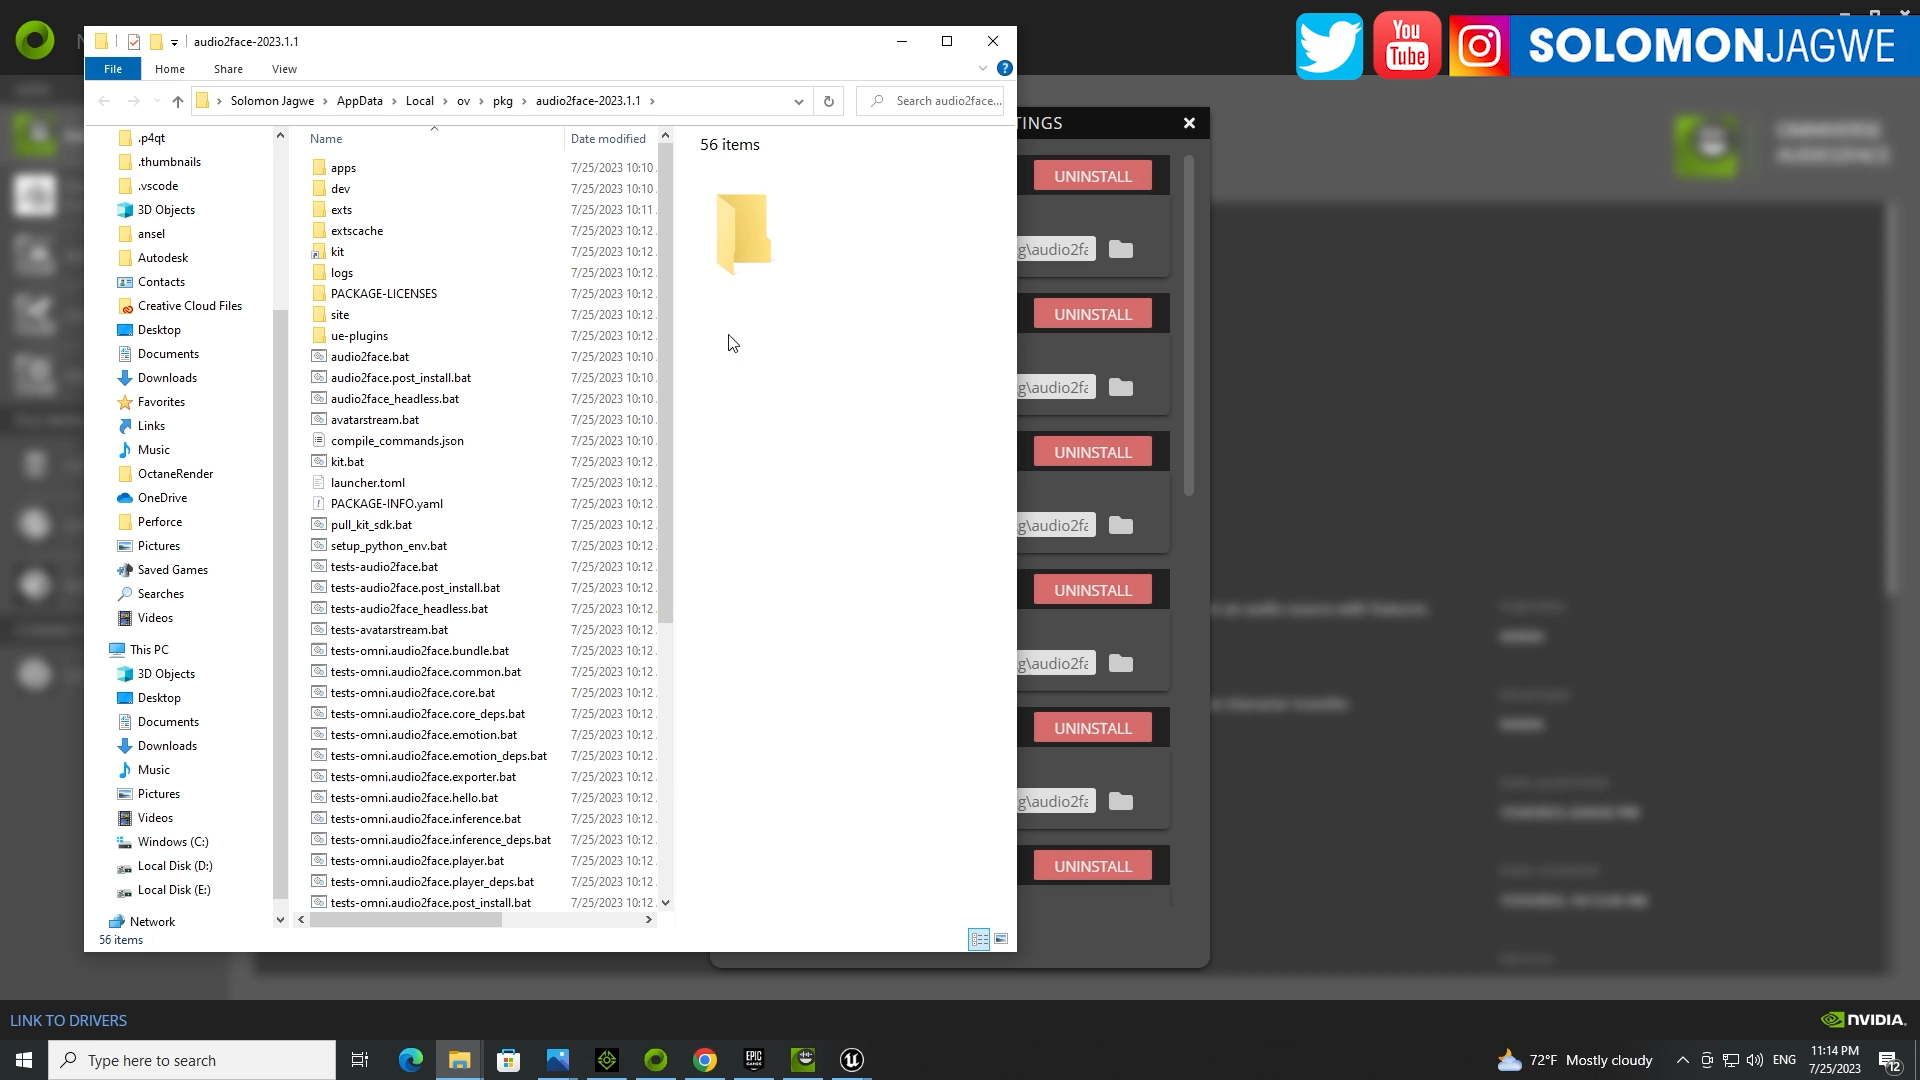 audio2face-2023.1.1
File Home Share View
Solomon Jagwe > AppData > Local > ov > pkg > audio2face-2023.1.1 >
Search audio2face...
.p4qt
.thumbnails
.vscode
3D Objects
ansel
Autodesk
Contacts
Creative Cloud Files
Desktop
Documents
Downloads
Favorites
Links
Music
OctaneRender
OneDrive
Perforce
Pictures
Saved Games
Searches
Videos
This PC
3D Objects
Desktop
Documents
Downloads
Music
Pictures
Videos
Windows (C:)
Local Disk (D:)
Local Disk (E:)
Network
56 items
Name Date modified
apps 7/25/2023 10:10
dev 7/25/2023 10:10
exts 7/25/2023 10:11
extscache 7/25/2023 10:12
kit 7/25/2023 10:12
logs 7/25/2023 10:12
PACKAGE-LICENSES 7/25/2023 10:12
site 7/25/2023 10:12
ue-plugins 7/25/2023 10:12
audio2face.bat 7/25/2023 10:10
audio2face.post_install.bat 7/25/2023 10:10
audio2face_headless.bat 7/25/2023 10:10
avatarstream.bat 7/25/2023 10:10
compile_commands.json 7/25/2023 10:10
kit.bat 7/25/2023 10:12
launcher.toml 7/25/2023 10:12
PACKAGE-INFO.yaml 7/25/2023 10:12
pull_kit_sdk.bat 7/25/2023 10:12
setup_python_env.bat 7/25/2023 10:12
tests-audio2face.bat 7/25/2023 10:12
tests-audio2face.post_install.bat 7/25/2023 10:12
tests-audio2face_headless.bat 7/25/2023 10:12
tests-avatarstream.bat 7/25/2023 10:12
tests-omni.audio2face.bundle.bat 7/25/2023 10:12
tests-omni.audio2face.common.bat 7/25/2023 10:12
tests-omni.audio2face.core.bat 7/25/2023 10:12
tests-omni.audio2face.core_deps.bat 7/25/2023 10:12
tests-omni.audio2face.emotion.bat 7/25/2023 10:12
tests-omni.audio2face.emotion_deps.bat 7/25/2023 10:12
tests-omni.audio2face.exporter.bat 7/25/2023 10:12
tests-omni.audio2face.hello.bat 7/25/2023 10:12
tests-omni.audio2face.inference.bat 7/25/2023 10:12
tests-omni.audio2face.inference_deps.bat 7/25/2023 10:12
tests-omni.audio2face.player.bat 7/25/2023 10:12
tests-omni.audio2face.player_deps.bat 7/25/2023 10:12
tests-omni.audio2face.post_install.bat 7/25/2023 10:12
56 items
TINGS
UNINSTALL
g\audio2fa
UNINSTALL
g\audio2fa
UNINSTALL
g\audio2fa
UNINSTALL
g\audio2fa
UNINSTALL
g\audio2fa
UNINSTALL
You
Tube
SOLOMONJAGWE
LINK TO DRIVERS
NVIDIA.
Type here to search
EPIC
GAMES
72°F Mostly cloudy
ENG
11:14 PM
7/25/2023
12